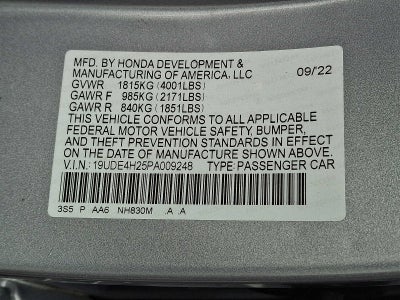 MFD. BY HONDA DEVELOPMENT &
MANUFACTURING OF AMERICA, LLC
09/22
GVWR 1815KG (4001LBS)
GAWR F 985KG (2171LBS)
GAWR R 840KG (1851LBS)
THIS VEHICLE CONFORMS TO ALL APPLICABLE
FEDERAL MOTOR VEHICLE SAFETY, BUMPER,
AND THEFT PREVENTION STANDARDS IN EFFECT
ON THE DATE OF MANUFACTURE SHOWN ABOVE.
V.I.N.: 19UDE4H25PA009248 TYPE: PASSENGER CAR
3S5 P AA6 NH830M .A A